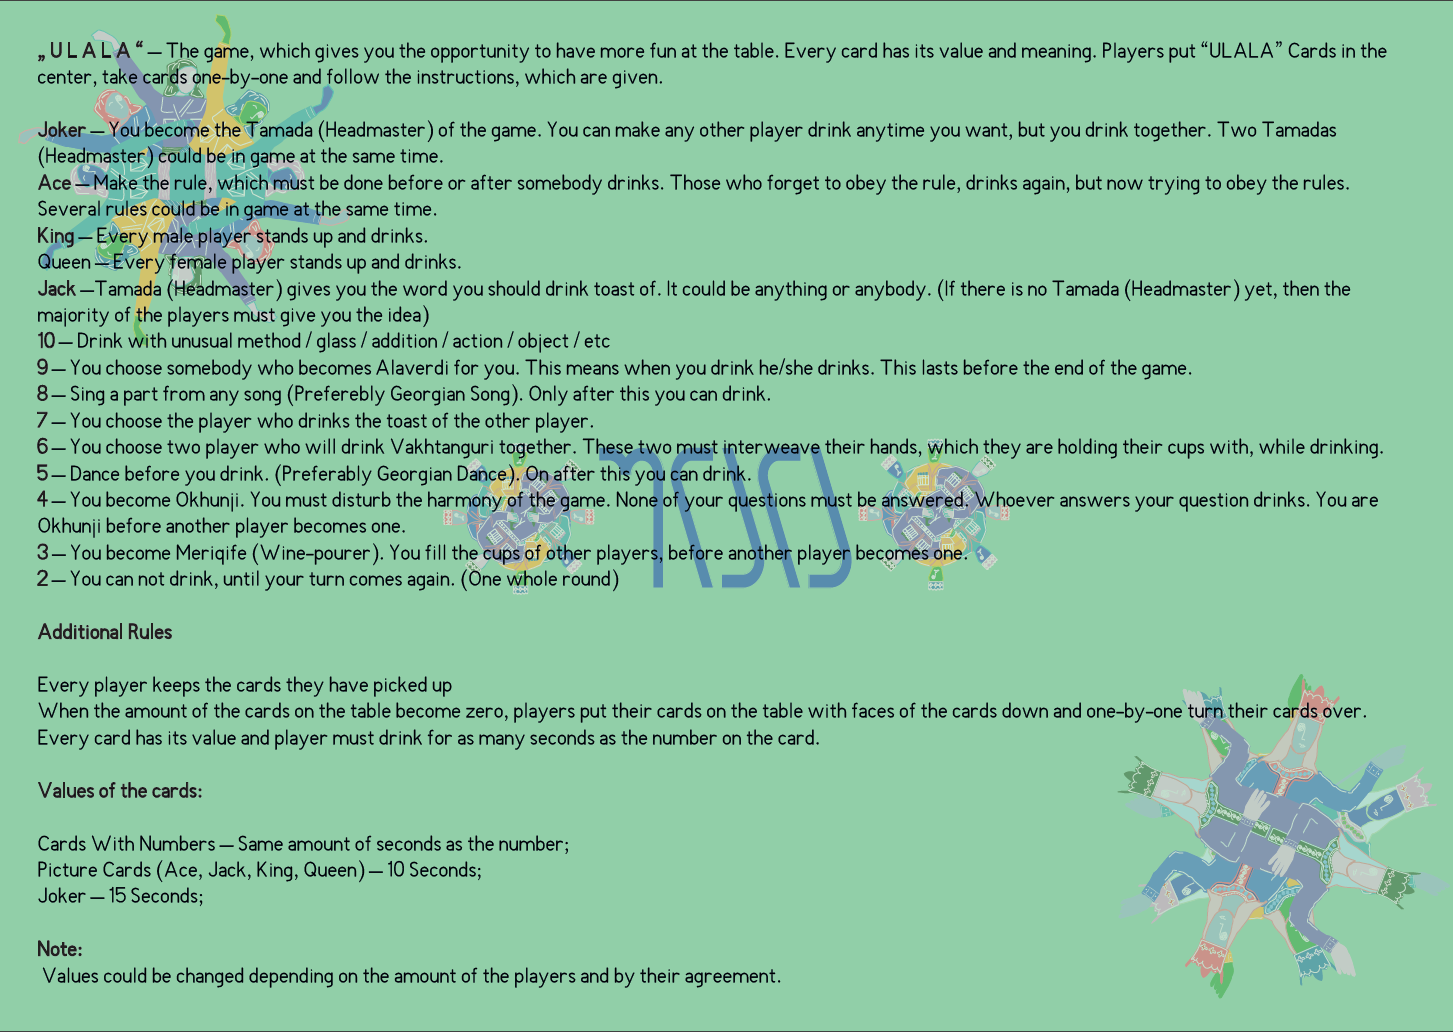 „ U L A L A “ – The game, which gives you the opportunity to have more fun at the table. Every card has its value and meaning. Players put “ULALA” Cards in the
center, take cards one-by-one and follow the instructions, which are given.
Joker – You become the Tamada (Headmaster) of the game. You can make any other player drink anytime you want, but you drink together. Two Tamadas
(Headmaster) could be in game at the same time.
Ace – Make the rule, which must be done before or after somebody drinks. Those who forget to obey the rule, drinks again, but now trying to obey the rules.
Several rules could be in game at the same time.
King – Every male player stands up and drinks.
Queen – Every female player stands up and drinks.
Jack –Tamada (Headmaster) gives you the word you should drink toast of. It could be anything or anybody. (If there is no Tamada (Headmaster) yet, then the
majority of the players must give you the idea)
10 – Drink with unusual method / glass / addition / action / object / etc
9 – You choose somebody who becomes Alaverdi for you. This means when you drink he/she drinks. This lasts before the end of the game.
8 – Sing a part from any song (Preferebly Georgian Song). Only after this you can drink.
7 – You choose the player who drinks the toast of the other player.
6 – You choose two player who will drink Vakhtanguri together. These two must interweave their hands, which they are holding their cups with, while drinking.
5 – Dance before you drink. (Preferably Georgian Dance). On after this you can drink.
4 – You become Okhunji. You must disturb the harmony of the game. None of your questions must be answered. Whoever answers your question drinks. You are
Okhunji before another player becomes one.
3 – You become Meriqife (Wine-pourer). You fill the cups of other players, before another player becomes one.
2 – You can not drink, until your turn comes again. (One whole round)
Additional Rules
Every player keeps the cards they have picked up
When the amount of the cards on the table become zero, players put their cards on the table with faces of the cards down and one-by-one turn their cards over.
Every card has its value and player must drink for as many seconds as the number on the card.
Values of the cards:
Cards With Numbers – Same amount of seconds as the number;
Picture Cards (Ace, Jack, King, Queen) – 10 Seconds;
Joker – 15 Seconds;
Note:
Values could be changed depending on the amount of the players and by their agreement.